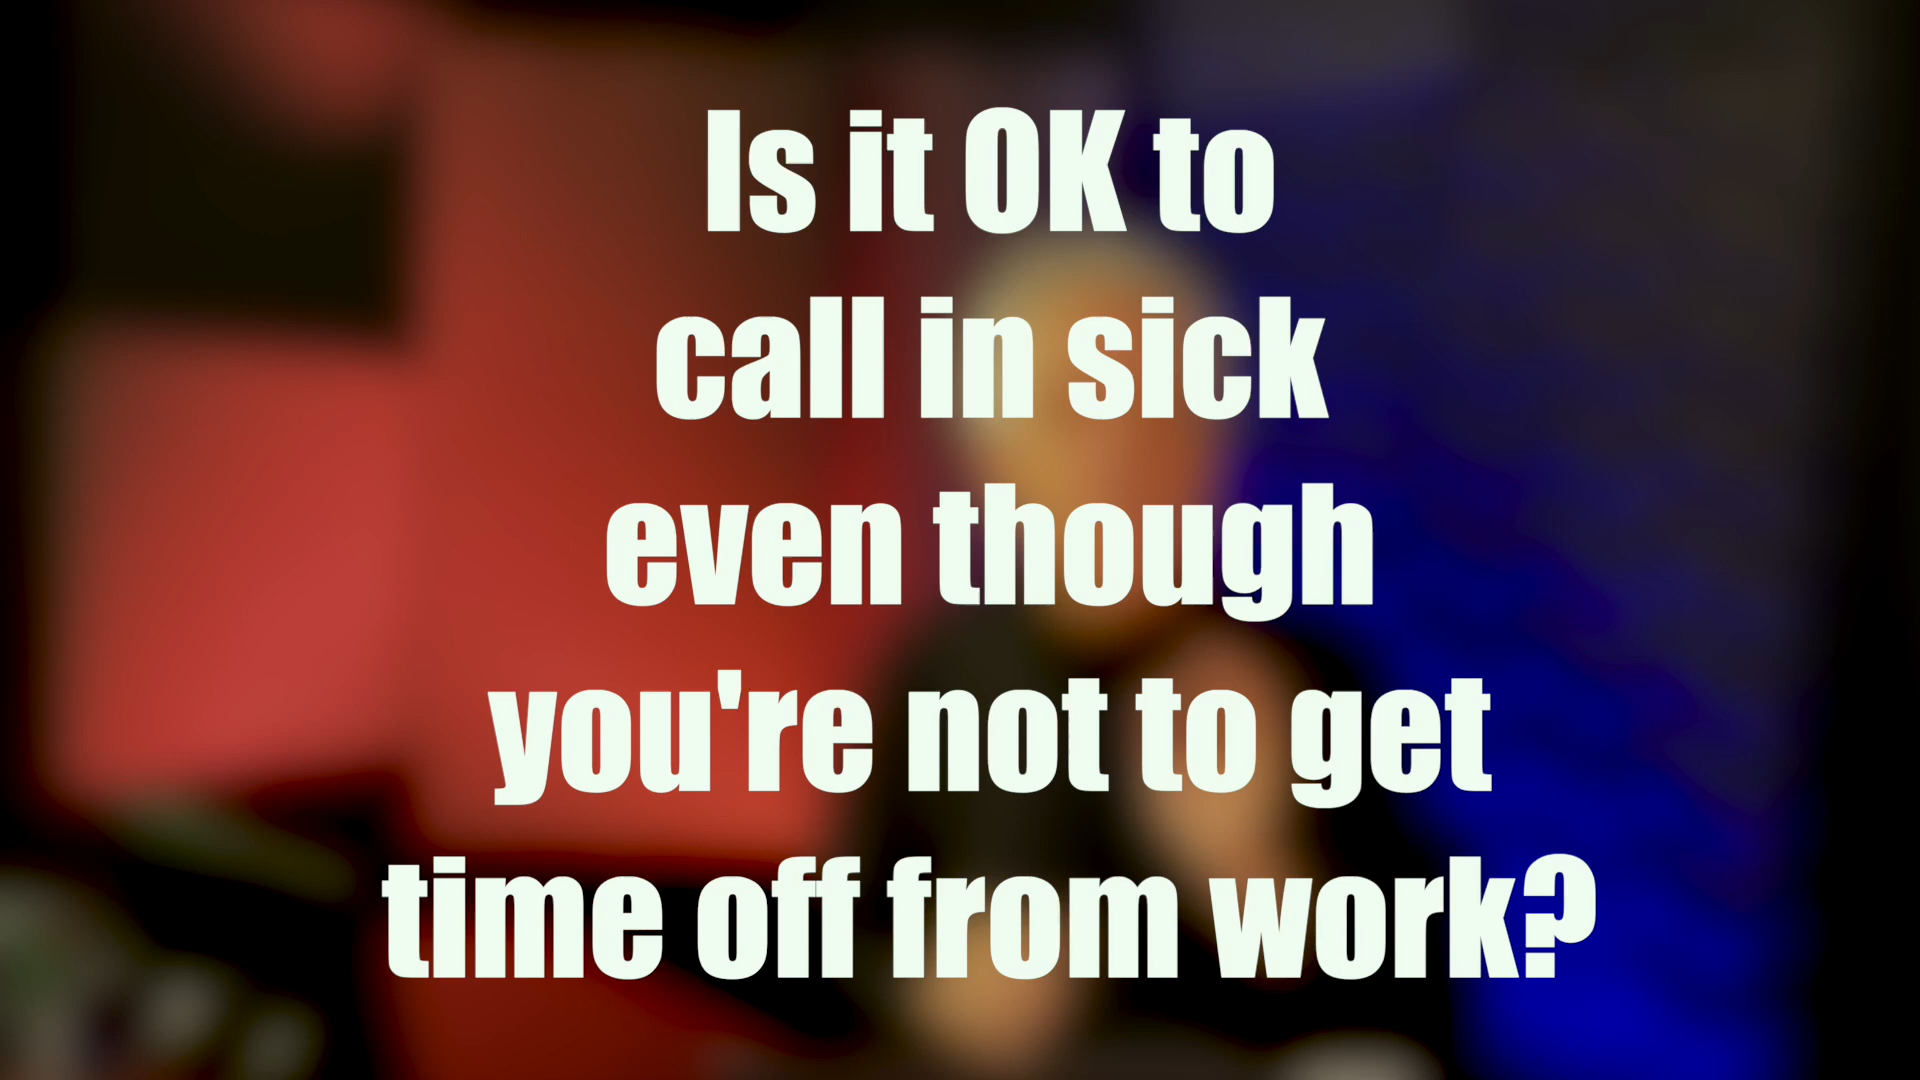 Is it OK to
call in sick
even though
you're not to get
time off from work?